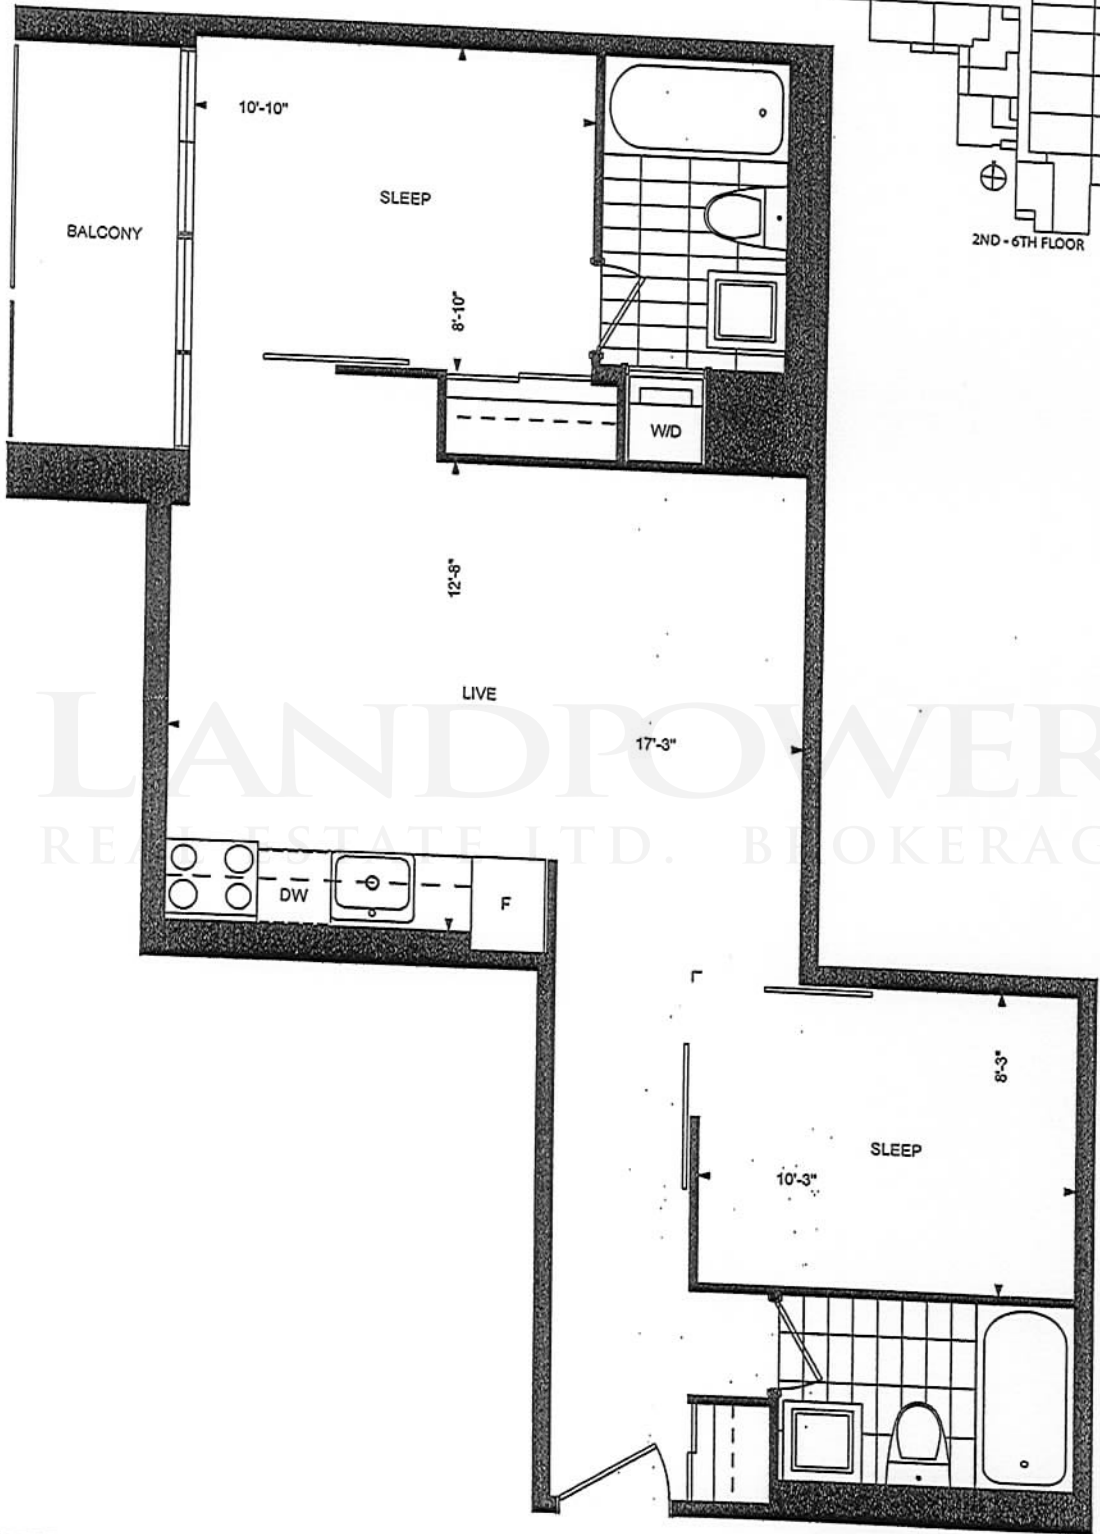 10'-10"
SLEEP
BALCONY
2ND - 6TH FLOOR
8'-10"
W/D
12'-8"
LIVE
17'-3"
LANDPOWER
REAL ESTATE LTD. BROKERAG
DW
F
8'-3"
SLEEP
10'-3"